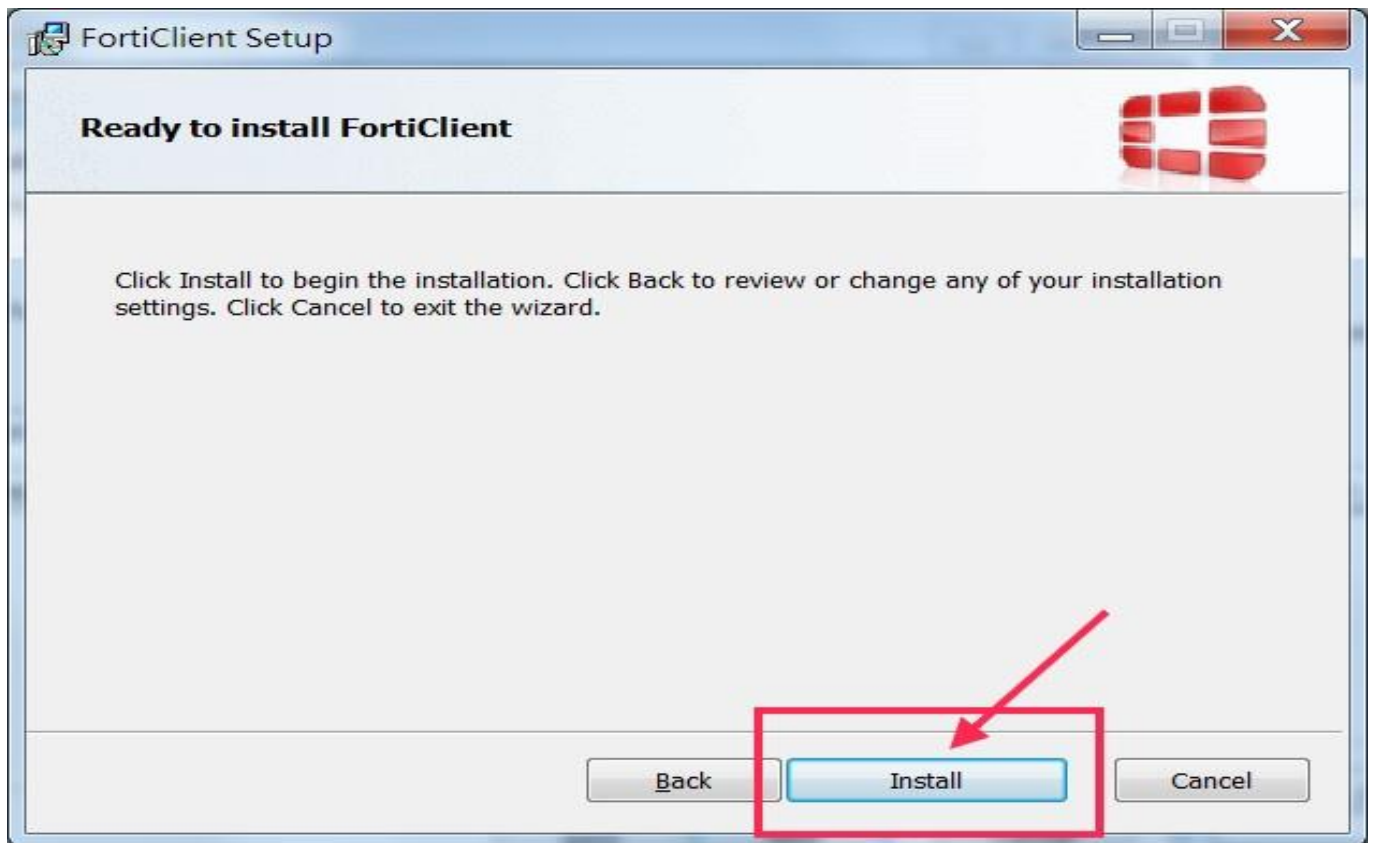 FortiClient Setup
Ready to install FortiClient
Click Install to begin the installation. Click Back to review or change any of your installation
settings. Click Cancel to exit the wizard.
Back
Install
Cancel